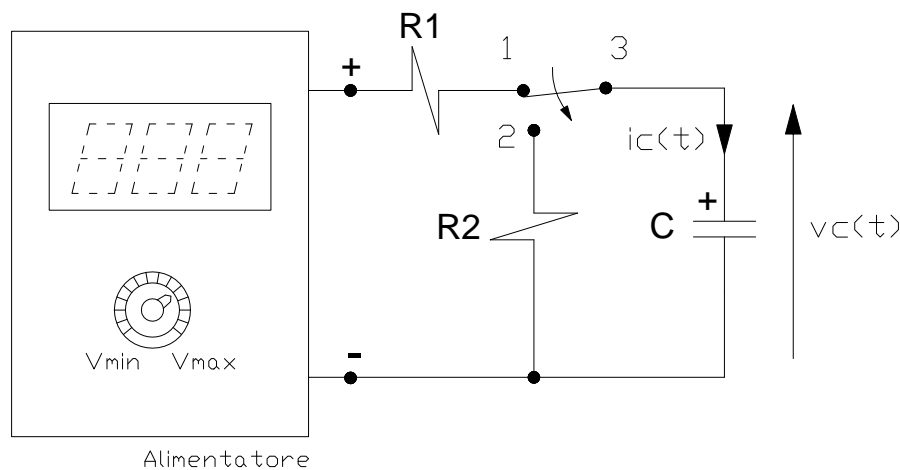 R1
1
3
+
2
ic(t)
+
R2
C
vc(t)
-
Vmin Vmax
Alimentatore